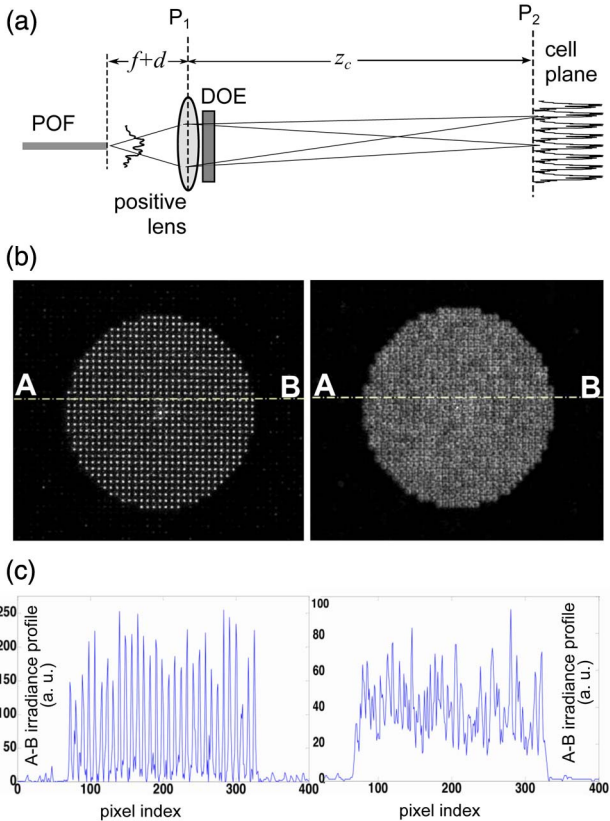 (a)
P1
P2
f+d
zc
cell
plane
POF
DOE
positive
lens
(b)
A
B
A
B
(c)
250
200
150
100
50
0
0
100
200
300
400
A-B irradiance profile
(a. u.)
pixel index
100
80
60
40
20
0
100
200
300
400
A-B irradiance profile
(a. u.)
pixel index